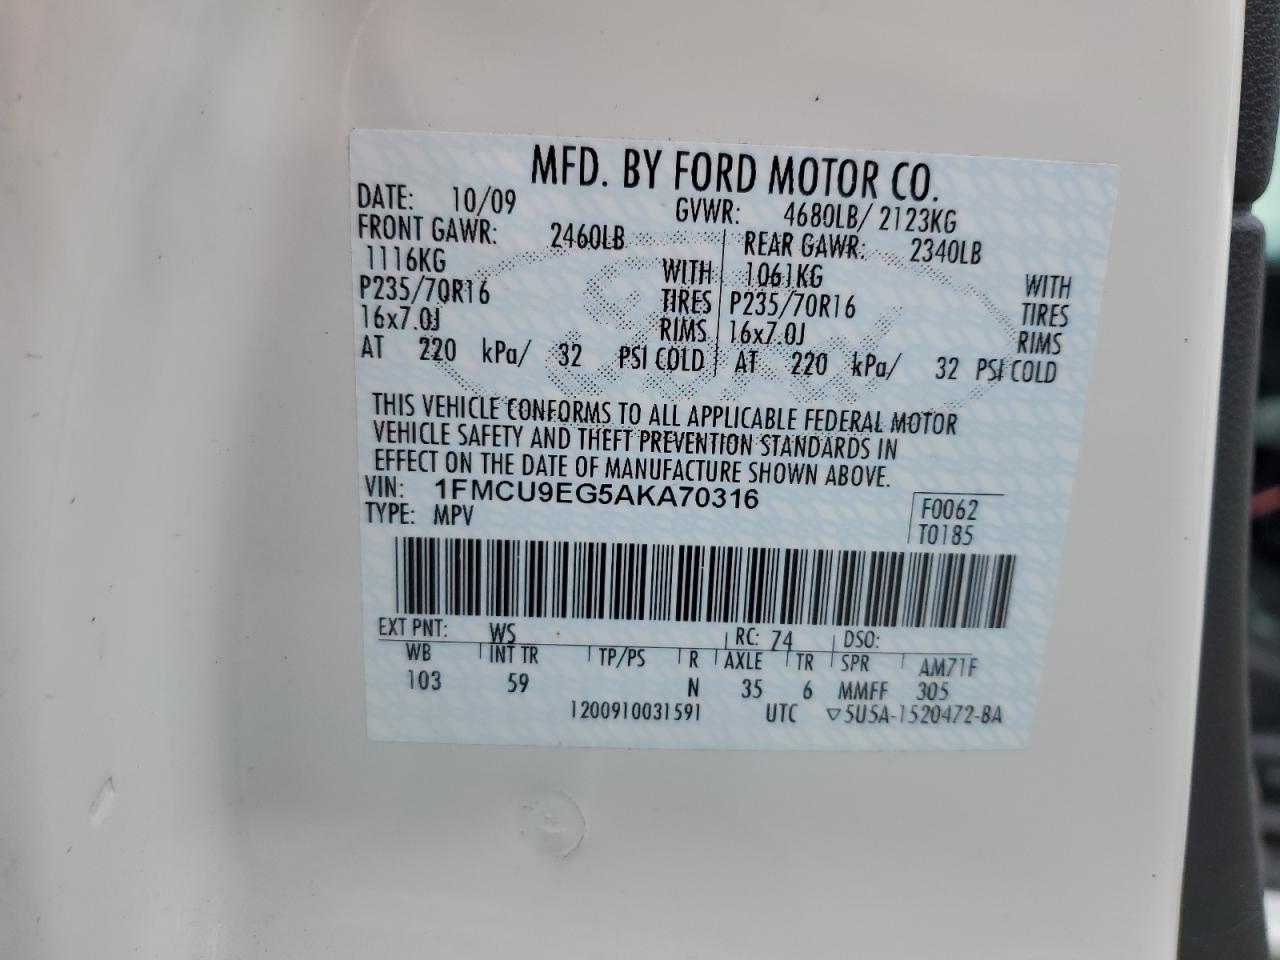 MFD. BY FORD MOTOR CO.
DATE: 10/09 GVWR: 4680LB/ 2123KG
FRONT GAWR: 2460LB REAR GAWR: 2340LB
1116KG WITH 1061KG WITH
P235/70R16 TIRES P235/70R16 TIRES
16x7.0J RIMS 16x7.0J RIMS
AT 220 kPa/ 32 PSI COLD AT 220 kPa/ 32 PSI COLD
THIS VEHICLE CONFORMS TO ALL APPLICABLE FEDERAL MOTOR
VEHICLE SAFETY AND THEFT PREVENTION STANDARDS IN
EFFECT ON THE DATE OF MANUFACTURE SHOWN ABOVE.
VIN: 1FMCU9EG5AKA70316
TYPE: MPV
F0062
T0185
EXT PNT: WS RC: 74 DSO:
WB INT TR TP/PS R AXLE TR SPR AM71F
103 59 N 35 6 MMFF 305
1200910031591 UTC ▽5U5A-1520472-BA